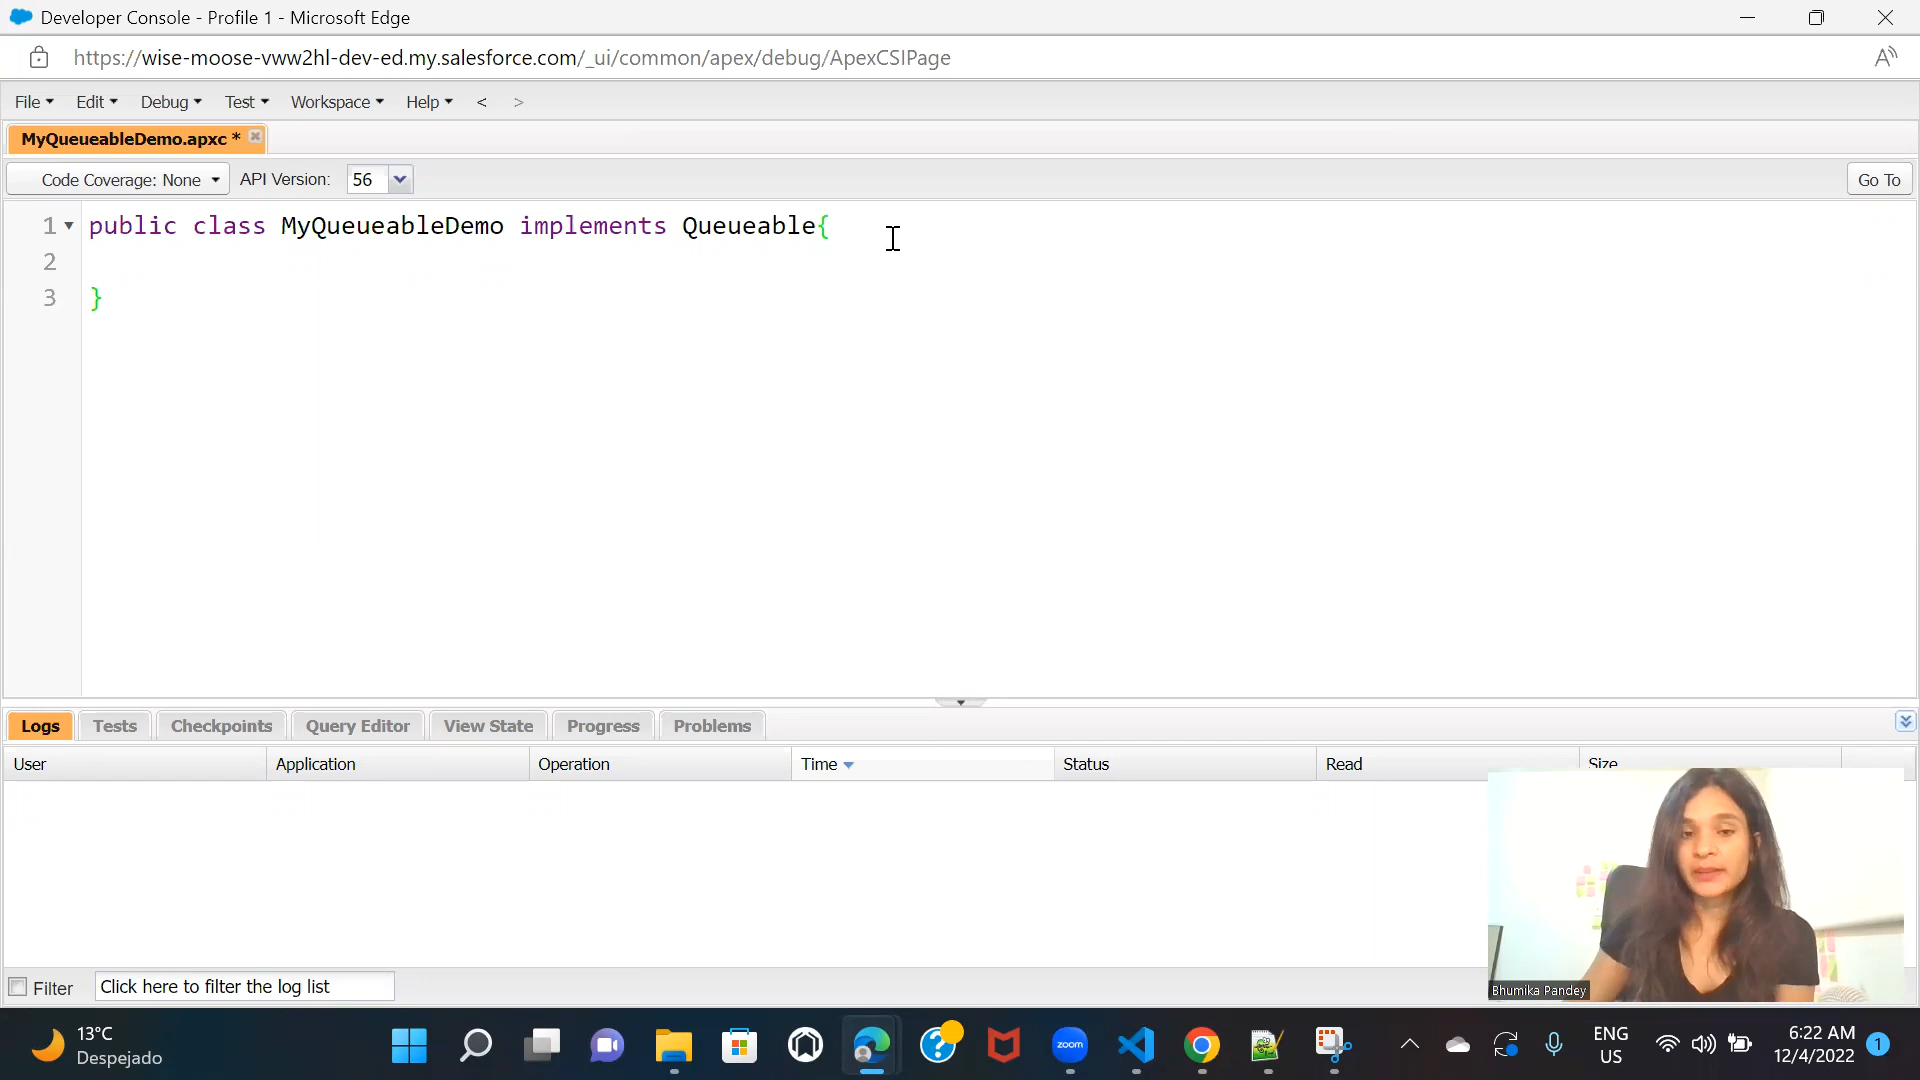 Developer Console - Profile 1 - Microsoft Edge
https://wise-moose-vww2hl-dev-ed.my.salesforce.com/_ui/common/apex/debug/ApexCSIPage
File Edit Debug Test Workspace Help < >
MyQueueableDemo.apxc *
Code Coverage: None API Version: 56 Go To
1 public class MyQueueableDemo implements Queueable{
2
3 }
Logs Tests Checkpoints Query Editor View State Progress Problems
User Application Operation Time Status Read Size
Bhumika Pandey
Filter Click here to filter the log list
13°C
Despejado
zoom
ENG
US
6:22 AM
12/4/2022
1